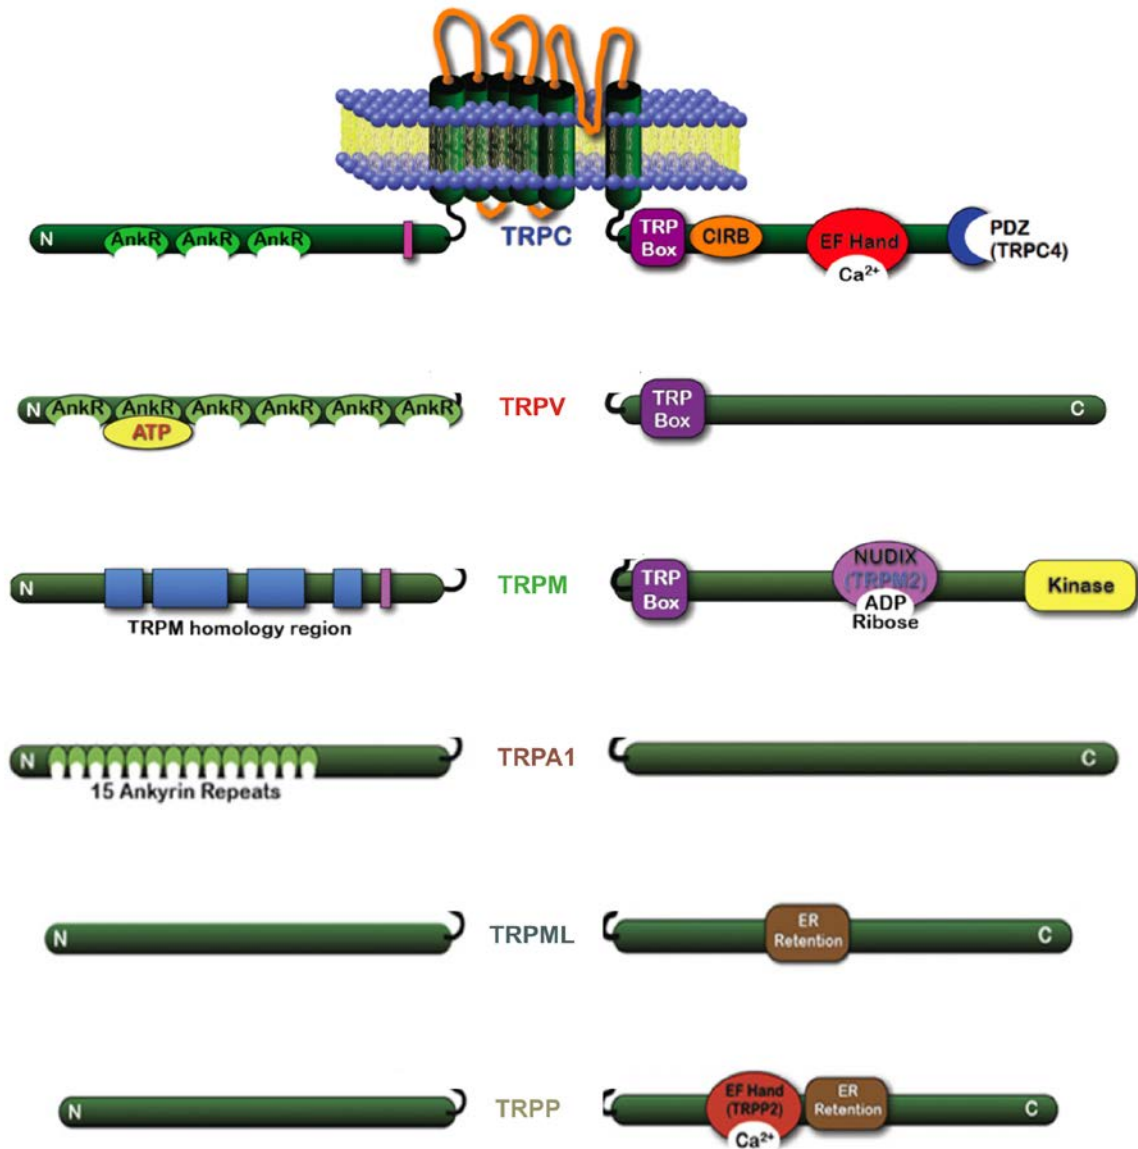 N AnkR AnkR AnkR TRPC TRP Box CIRB EF Hand Ca²⁺ PDZ (TRPC4)
N AnkR AnkR AnkR AnkR AnkR AnkR ATP TRPV TRP Box C
N TRPM homology region TRPM TRP Box NUDIX (TRPM2) ADP Ribose Kinase
N 15 Ankyrin Repeats TRPA1 C
N TRPML ER Retention C
N TRPP EF Hand (TRPP2) Ca²⁺ ER Retention C